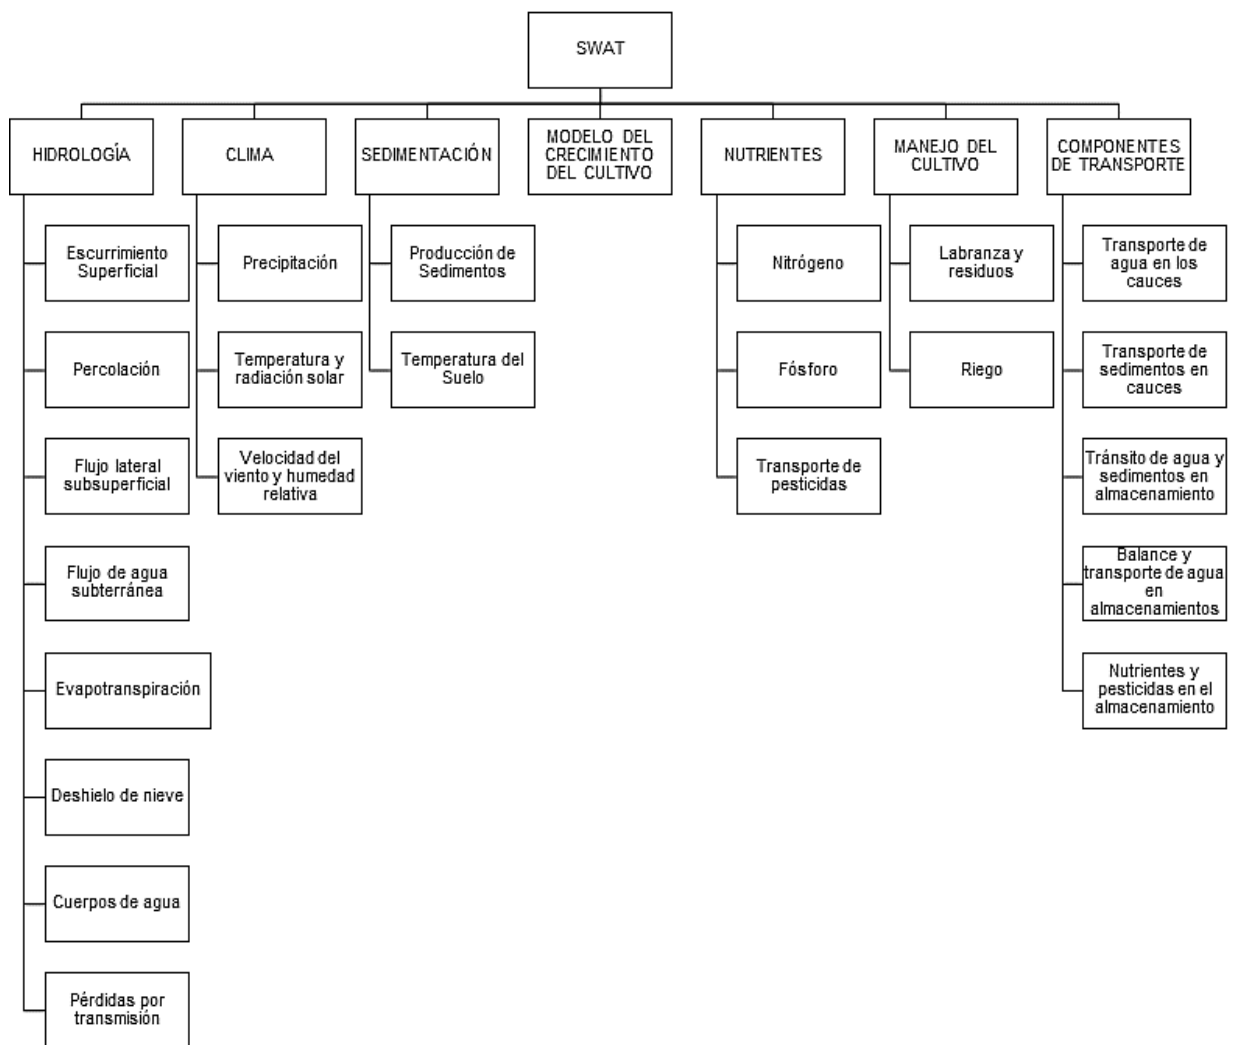 SWAT
HIDROLOGÍA
CLIMA
SEDIMENTACIÓN
MODELO DEL
CRECIMIENTO
DEL CULTIVO
NUTRIENTES
MANEJO DEL
CULTIVO
COMPONENTES
DE TRANSPORTE
Escurrimiento
Superficial
Percolación
Flujo lateral
subsuperficial
Flujo de agua
subterránea
Evapotranspiración
Deshielo de nieve
Cuerpos de agua
Pérdidas por
transmisión
Precipitación
Temperatura y
radiación solar
Velocidad del
viento y humedad
relativa
Producción de
Sedimentos
Temperatura del
Suelo
Nitrógeno
Fósforo
Transporte de
pesticidas
Labranza y
residuos
Riego
Transporte de
agua en los
cauces
Transporte de
sedimentos en
cauces
Tránsito de agua y
sedimentos en
almacenamiento
Balance y
transporte de agua
en
almacenamientos
Nutrientes y
pesticidas en el
almacenamiento